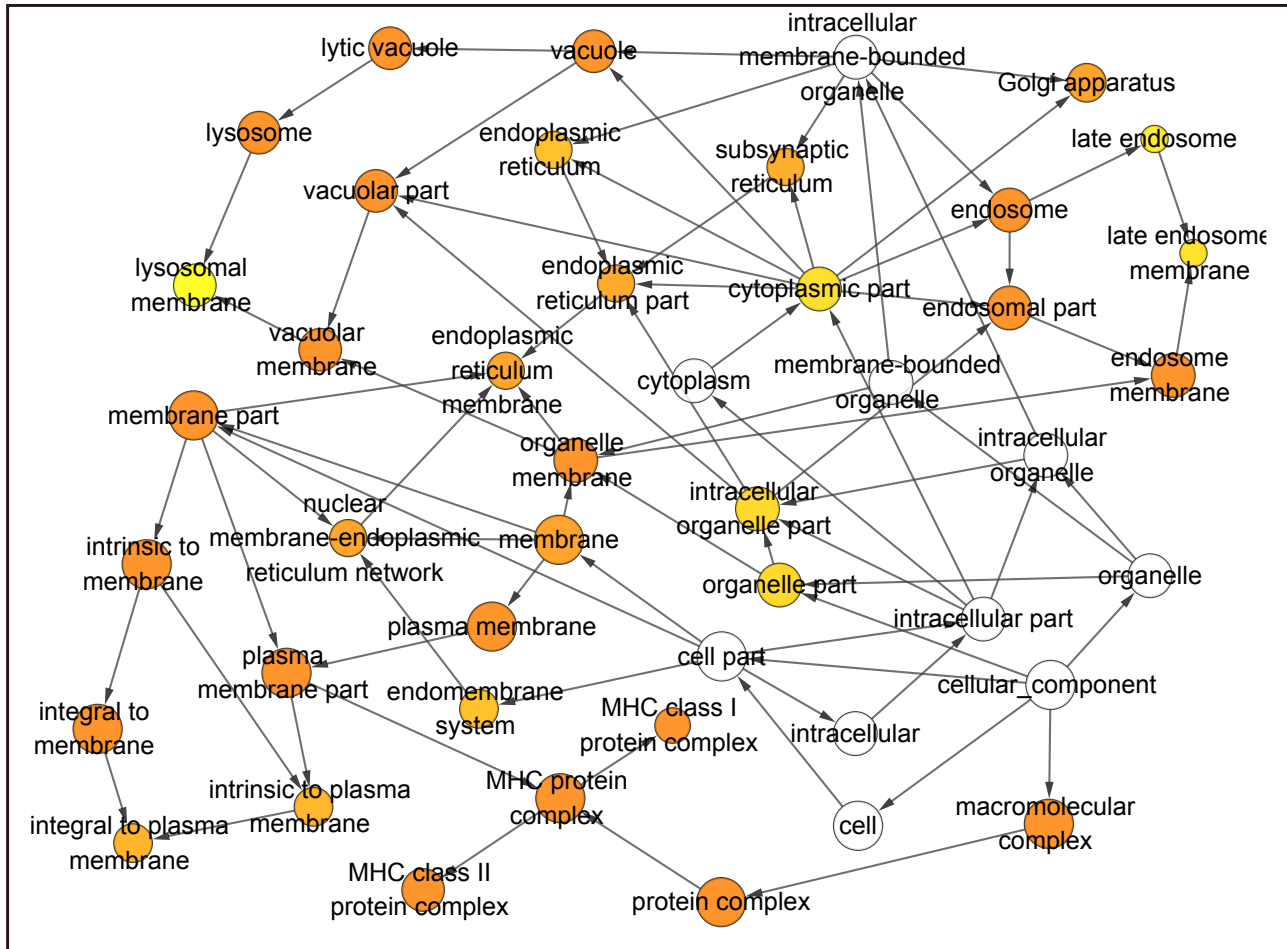 intracellular
membrane-bounded
organelle
lytic vacuole
vacuole
Golgi apparatus
lysosome
endoplasmic
reticulum
subsynaptic
reticulum
late endosome
vacuolar part
endosome
lysosomal
membrane
endoplasmic
reticulum part
cytoplasmic part
late endosome
membrane
endosomal part
vacuolar
membrane
endoplasmic
reticulum
membrane
cytoplasm
membrane-bounded
organelle
endosome
membrane
membrane part
organelle
membrane
intracellular
organelle
nuclear
membrane-endoplasmic
reticulum network
intracellular
organelle part
intrinsic to
membrane
membrane
organelle part
organelle
intracellular part
plasma membrane
plasma
membrane part
cell part
cellular_component
endomembrane
system
integral to
membrane
MHC class I
protein complex
intracellular
intrinsic to plasma
membrane
MHC protein
complex
integral to plasma
membrane
cell
macromolecular
complex
MHC class II
protein complex
protein complex